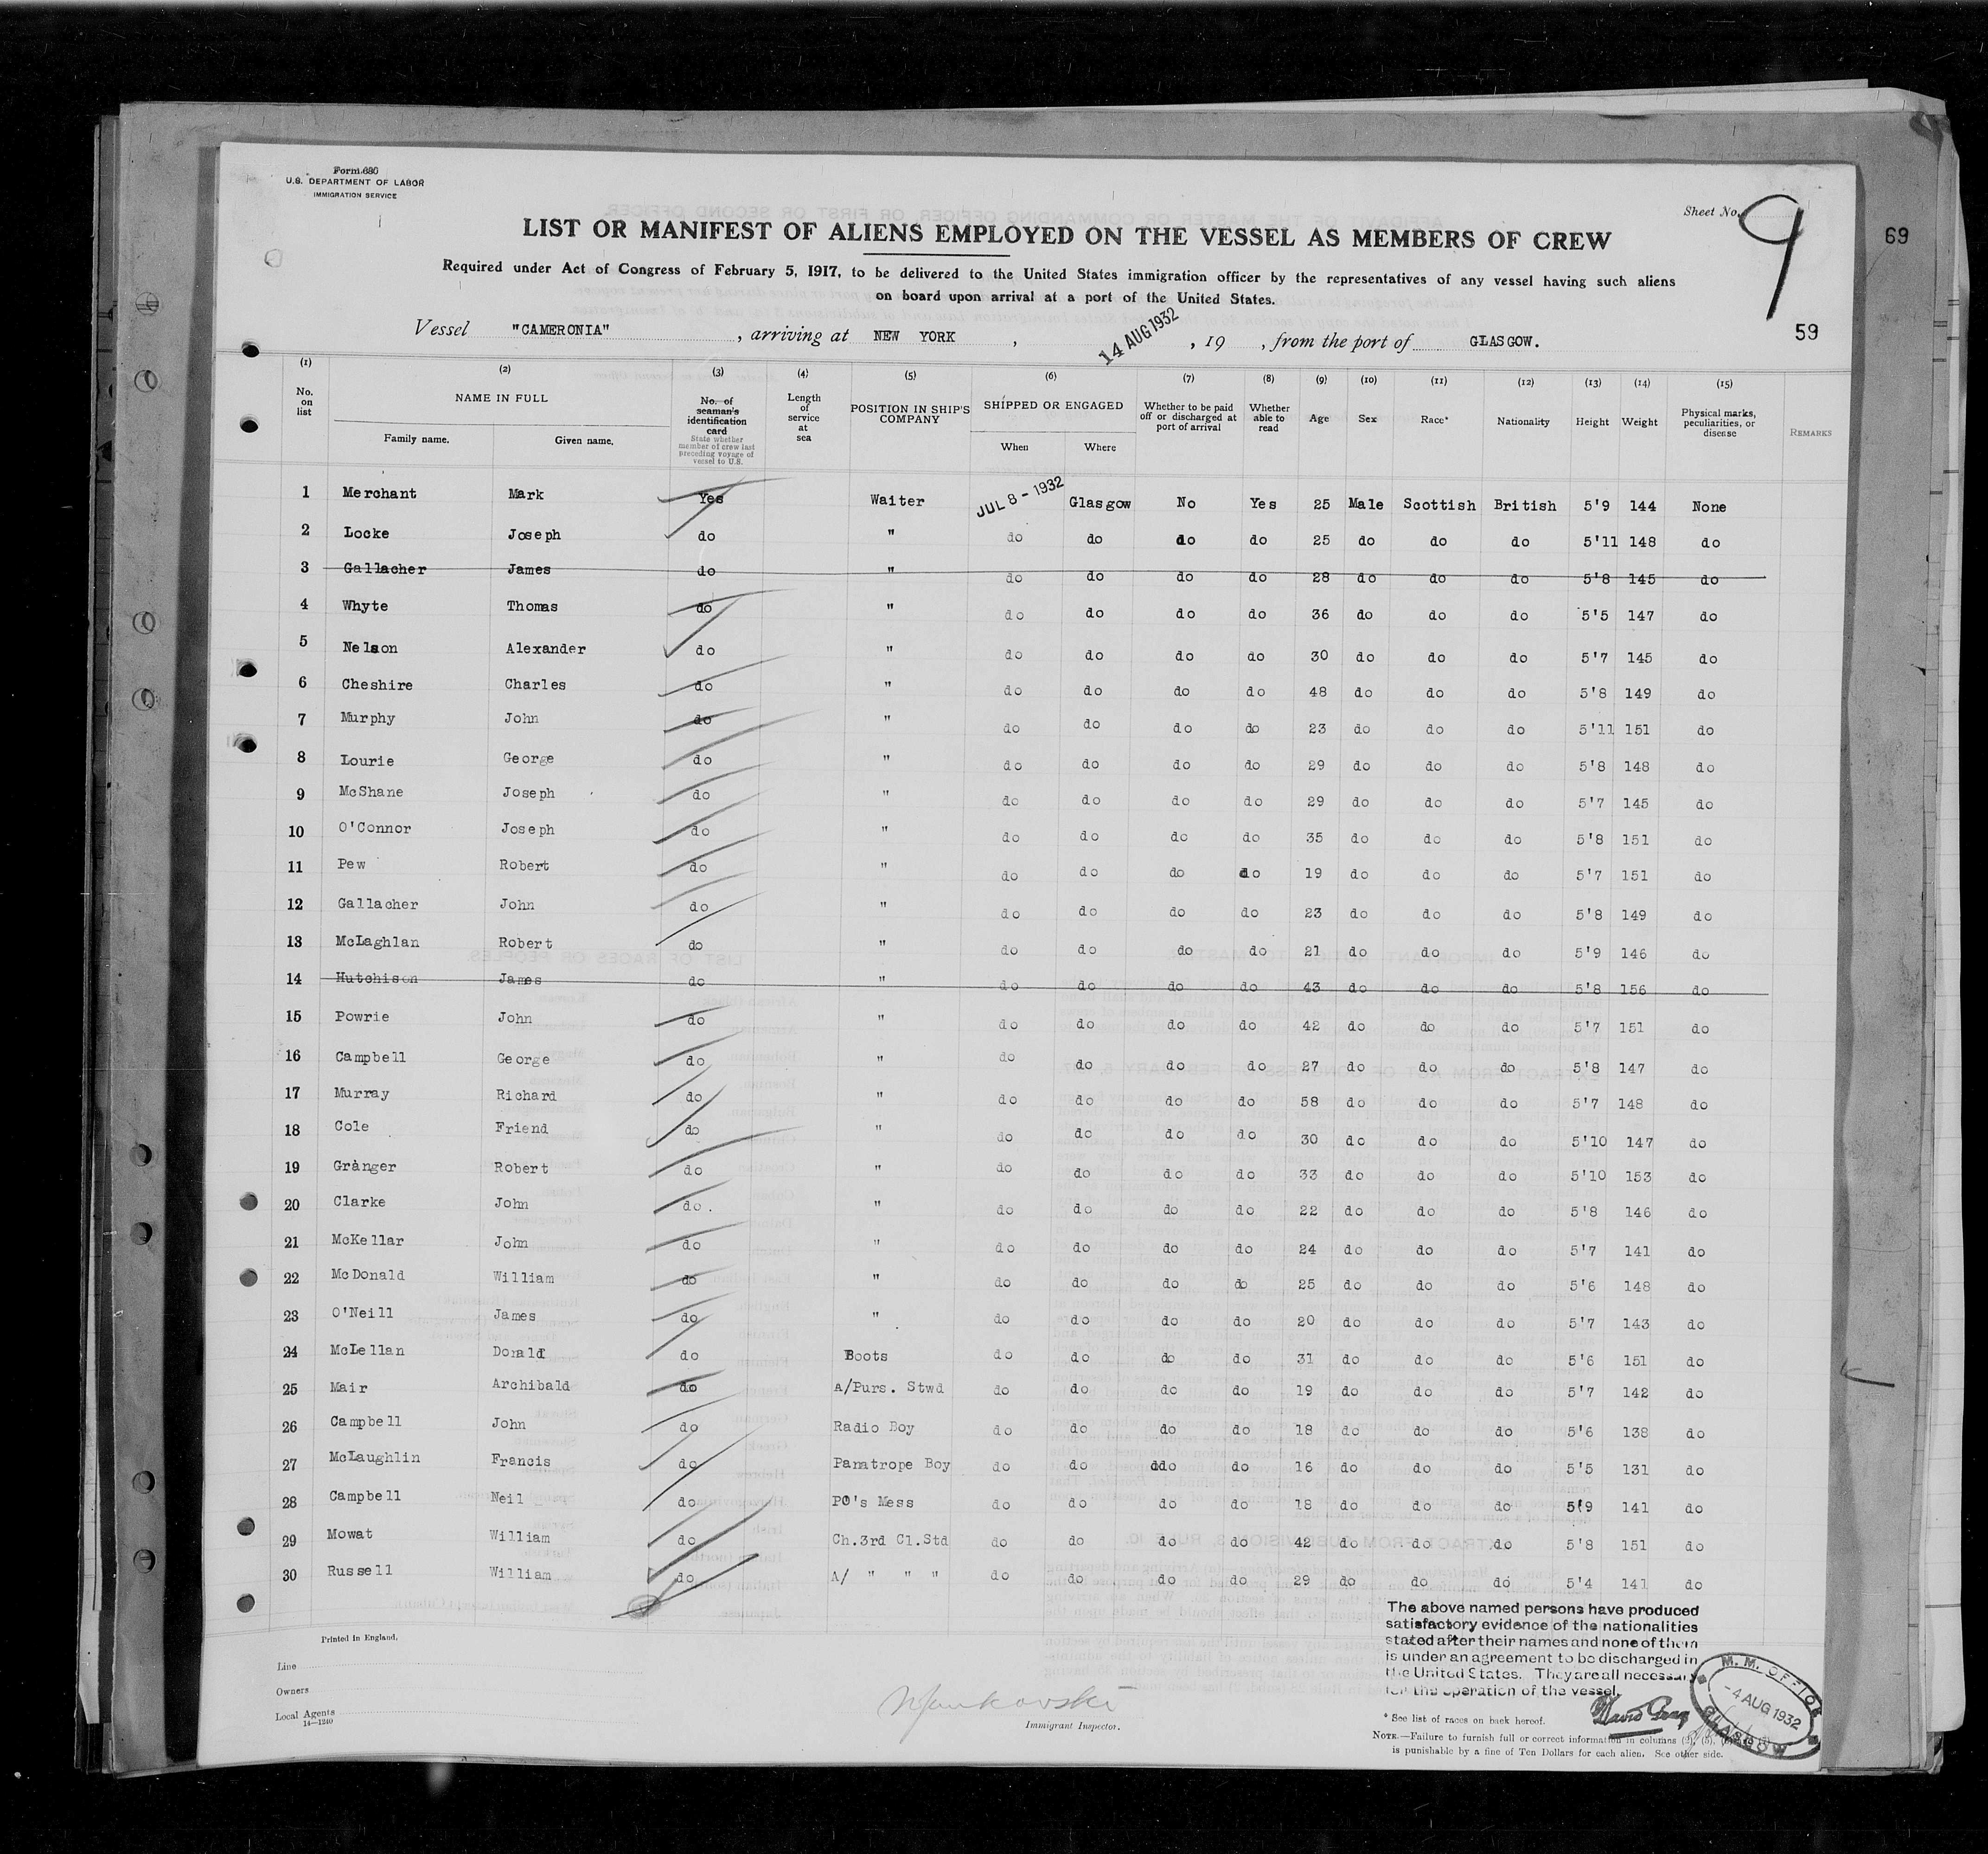 Form 680
U.S. DEPARTMENT OF LABOR
IMMIGRATION SERVICE
Sheet No. 9
69
LIST OR MANIFEST OF ALIENS EMPLOYED ON THE VESSEL AS MEMBERS OF CREW
Required under Act of Congress of February 5, 1917, to be delivered to the United States immigration officer by the representatives of any vessel having such aliens
on board upon arrival at a port of the United States.
59
Vessel "CAMERONIA", arriving at NEW YORK, 14 AUG 1932, 19 , from the port of GLASGOW.
(1) (2) (3) (4) (5) (6) (7) (8) (9) (10) (11) (12) (13) (14) (15)
No. on list NAME IN FULL Family name. Given name. No. of seaman's identification card State whether member of crew last preceding voyage of vessel to U.S. Length of service at sea POSITION IN SHIP'S COMPANY SHIPPED OR ENGAGED When Where Whether to be paid off or discharged at port of arrival Whether able to read Age Sex Race* Nationality Height Weight Physical marks, peculiarities, or disease REMARKS
1 Merchant Mark Yes Waiter JUL 8-1932 Glasgow No Yes 25 Male Scottish British 5'9 144 None
2 Locke Joseph do " do do do do 25 do do do 5'11 148 do
3 Gallacher James do " do do do do 28 do do do 5'8 145 do
4 Whyte Thomas do " do do do do 36 do do do 5'5 147 do
5 Nelson Alexander do " do do do do 30 do do do 5'7 145 do
6 Cheshire Charles do " do do do do 48 do do do 5'8 149 do
7 Murphy John do " do do do do 23 do do do 5'11 151 do
8 Lourie George do " do do do do 29 do do do 5'8 148 do
9 McShane Joseph do " do do do do 29 do do do 5'7 145 do
10 O'Connor Joseph do " do do do do 35 do do do 5'8 151 do
11 Pew Robert do " do do do do 19 do do do 5'7 151 do
12 Gallacher John do " do do do do 23 do do do 5'8 149 do
13 McLaghlan Robert do " do do do do 21 do do do 5'9 146 do
14 Hutchison James do " do do do do 43 do do do 5'8 156 do
15 Powrie John do " do do do do 42 do do do 5'7 151 do
16 Campbell George do " do do do do 27 do do do 5'8 147 do
17 Murray Richard do " do do do do 58 do do do 5'7 148 do
18 Cole Friend do " do do do do 30 do do do 5'10 147 do
19 Grànger Robert do " do do do do 33 do do do 5'10 153 do
20 Clarke John do. " do do do do 22 do do do 5'8 146 do
21 McKellar John do " do do do do 24 do do do 5'7 141 do
22 McDonald William do " do do do do 25 do do do 5'6 148 do
23 O'Neill James do " do do do do 20 do do do 5'7 143 do
24 McLellan Donald do Boots do do do do 31 do do do 5'6 151 do
25 Mair Archibald do A/Purs. Stwd do do do do 19 do do do 5'7 142 do
26 Campbell John do Radio Boy do do do do 18 do do do 5'6 138 do
27 McLaughlin Francis do Panatrope Boy do do ddo do 16 do do do 5'5 131 do
28 Campbell Neil do PO's Mess do do do do 18 do do do 5'9 141 do
29 Mowat William do Ch.3rd Cl.Std do do do do 42 do do do 5'8 151 do
30 Russell William do A/ " " " do do do do 29 do do do 5'4 141 do
The above named persons have produced
satisfactory evidence of the nationalities
stated after their names and none of them
is under an agreement to be discharged in
the United States. They are all necessary
for the operation of the vessel.
M. M. OFFICE
-4 AUG 1932
GLASGOW
Printed in England.
Line
Owners
Local Agents
14—1240
Immigrant Inspector.
* See list of races on back hereof.
NOTE.—Failure to furnish full or correct information in columns (2), (5),
is punishable by a fine of Ten Dollars for each alien. See other side.